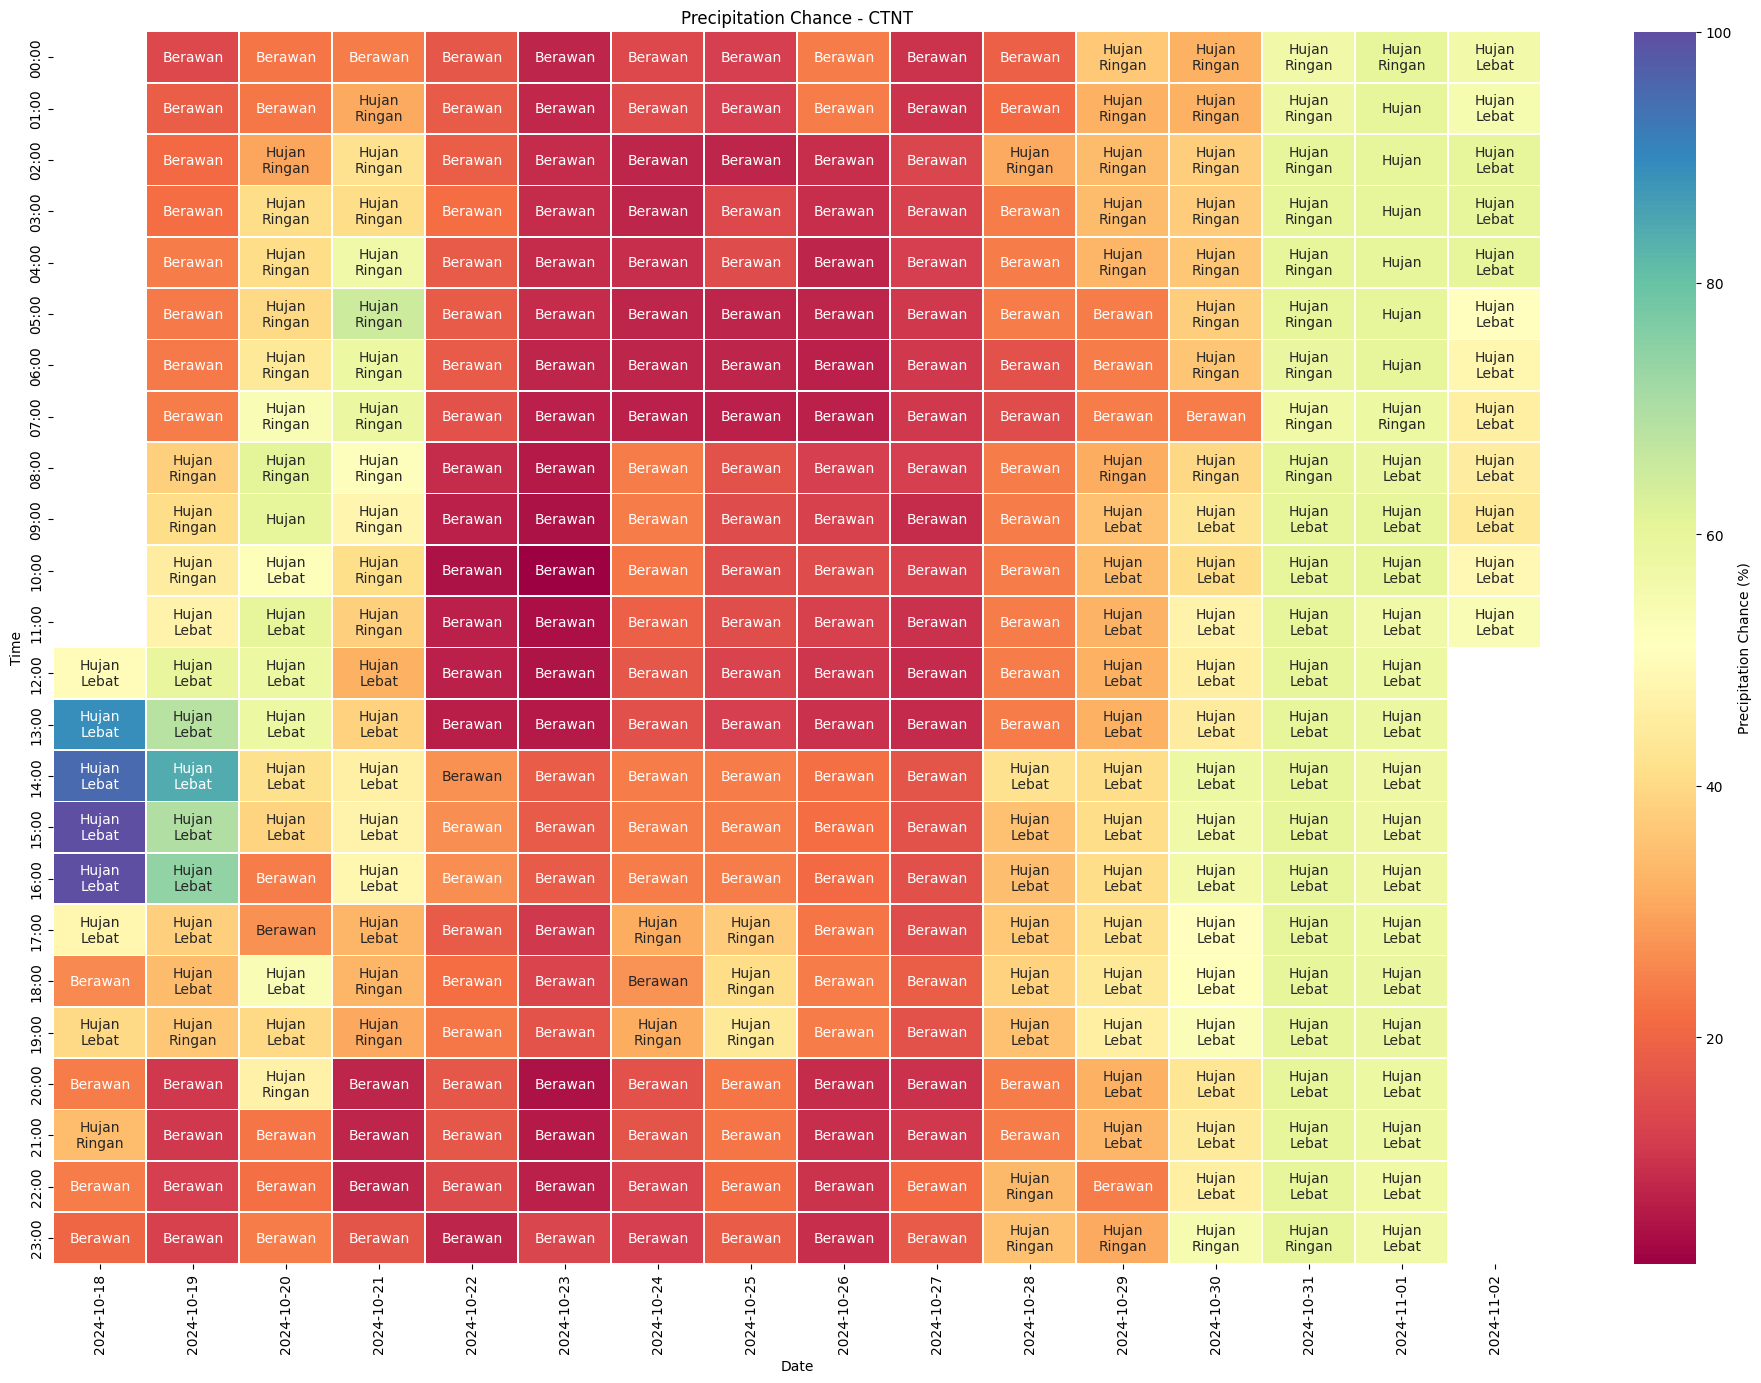 Precipitation Chance - CTNT
00:00 Berawan Berawan Berawan Berawan Berawan Berawan Berawan Berawan Berawan Berawan Hujan Ringan Hujan Ringan Hujan Ringan Hujan Ringan Hujan Lebat
01:00 Berawan Berawan Hujan Ringan Berawan Berawan Berawan Berawan Berawan Berawan Berawan Hujan Ringan Hujan Ringan Hujan Ringan Hujan Hujan Lebat
02:00 Berawan Hujan Ringan Hujan Ringan Berawan Berawan Berawan Berawan Berawan Berawan Hujan Ringan Hujan Ringan Hujan Ringan Hujan Ringan Hujan Hujan Lebat
03:00 Berawan Hujan Ringan Hujan Ringan Berawan Berawan Berawan Berawan Berawan Berawan Berawan Hujan Ringan Hujan Ringan Hujan Ringan Hujan Hujan Lebat
04:00 Berawan Hujan Ringan Hujan Ringan Berawan Berawan Berawan Berawan Berawan Berawan Berawan Hujan Ringan Hujan Ringan Hujan Ringan Hujan Hujan Lebat
05:00 Berawan Hujan Ringan Hujan Ringan Berawan Berawan Berawan Berawan Berawan Berawan Berawan Berawan Hujan Ringan Hujan Ringan Hujan Hujan Lebat
06:00 Berawan Hujan Ringan Hujan Ringan Berawan Berawan Berawan Berawan Berawan Berawan Berawan Berawan Hujan Ringan Hujan Ringan Hujan Hujan Lebat
07:00 Berawan Hujan Ringan Hujan Ringan Berawan Berawan Berawan Berawan Berawan Berawan Berawan Berawan Berawan Hujan Ringan Hujan Ringan Hujan Lebat
08:00 Hujan Ringan Hujan Ringan Hujan Ringan Berawan Berawan Berawan Berawan Berawan Berawan Berawan Hujan Ringan Hujan Ringan Hujan Ringan Hujan Lebat Hujan Lebat
09:00 Hujan Ringan Hujan Hujan Ringan Berawan Berawan Berawan Berawan Berawan Berawan Berawan Hujan Lebat Hujan Lebat Hujan Lebat Hujan Lebat Hujan Lebat
10:00 Hujan Ringan Hujan Lebat Hujan Ringan Berawan Berawan Berawan Berawan Berawan Berawan Berawan Hujan Lebat Hujan Lebat Hujan Lebat Hujan Lebat Hujan Lebat
11:00 Hujan Lebat Hujan Lebat Hujan Ringan Berawan Berawan Berawan Berawan Berawan Berawan Berawan Hujan Lebat Hujan Lebat Hujan Lebat Hujan Lebat Hujan Lebat
12:00 Hujan Lebat Hujan Lebat Hujan Lebat Hujan Lebat Berawan Berawan Berawan Berawan Berawan Berawan Berawan Hujan Lebat Hujan Lebat Hujan Lebat Hujan Lebat
13:00 Hujan Lebat Hujan Lebat Hujan Lebat Hujan Lebat Berawan Berawan Berawan Berawan Berawan Berawan Berawan Hujan Lebat Hujan Lebat Hujan Lebat Hujan Lebat
14:00 Hujan Lebat Hujan Lebat Hujan Lebat Hujan Lebat Berawan Berawan Berawan Berawan Berawan Berawan Hujan Lebat Hujan Lebat Hujan Lebat Hujan Lebat Hujan Lebat
15:00 Hujan Lebat Hujan Lebat Hujan Lebat Hujan Lebat Berawan Berawan Berawan Berawan Berawan Berawan Hujan Lebat Hujan Lebat Hujan Lebat Hujan Lebat Hujan Lebat
16:00 Hujan Lebat Hujan Lebat Berawan Hujan Lebat Berawan Berawan Berawan Berawan Berawan Berawan Hujan Lebat Hujan Lebat Hujan Lebat Hujan Lebat Hujan Lebat
17:00 Hujan Lebat Hujan Lebat Berawan Hujan Lebat Berawan Berawan Hujan Ringan Hujan Ringan Berawan Berawan Hujan Lebat Hujan Lebat Hujan Lebat Hujan Lebat Hujan Lebat
18:00 Berawan Hujan Lebat Hujan Lebat Hujan Ringan Berawan Berawan Berawan Hujan Ringan Berawan Berawan Hujan Lebat Hujan Lebat Hujan Lebat Hujan Lebat Hujan Lebat
19:00 Hujan Lebat Hujan Ringan Hujan Lebat Hujan Ringan Berawan Berawan Hujan Ringan Hujan Ringan Berawan Berawan Hujan Lebat Hujan Lebat Hujan Lebat Hujan Lebat Hujan Lebat
20:00 Berawan Berawan Hujan Ringan Berawan Berawan Berawan Berawan Berawan Berawan Berawan Berawan Hujan Lebat Hujan Lebat Hujan Lebat Hujan Lebat
21:00 Hujan Ringan Berawan Berawan Berawan Berawan Berawan Berawan Berawan Berawan Berawan Berawan Hujan Lebat Hujan Lebat Hujan Lebat Hujan Lebat
22:00 Berawan Berawan Berawan Berawan Berawan Berawan Berawan Berawan Berawan Berawan Hujan Ringan Berawan Hujan Lebat Hujan Lebat Hujan Lebat
23:00 Berawan Berawan Berawan Berawan Berawan Berawan Berawan Berawan Berawan Berawan Hujan Ringan Hujan Ringan Hujan Ringan Hujan Ringan Hujan Lebat
Time
2024-10-18
2024-10-19
2024-10-20
2024-10-21
2024-10-22
2024-10-23
2024-10-24
2024-10-25
2024-10-26
2024-10-27
2024-10-28
2024-10-29
2024-10-30
2024-10-31
2024-11-01
2024-11-02
Date
100
80
60
40
20
Precipitation Chance (%)